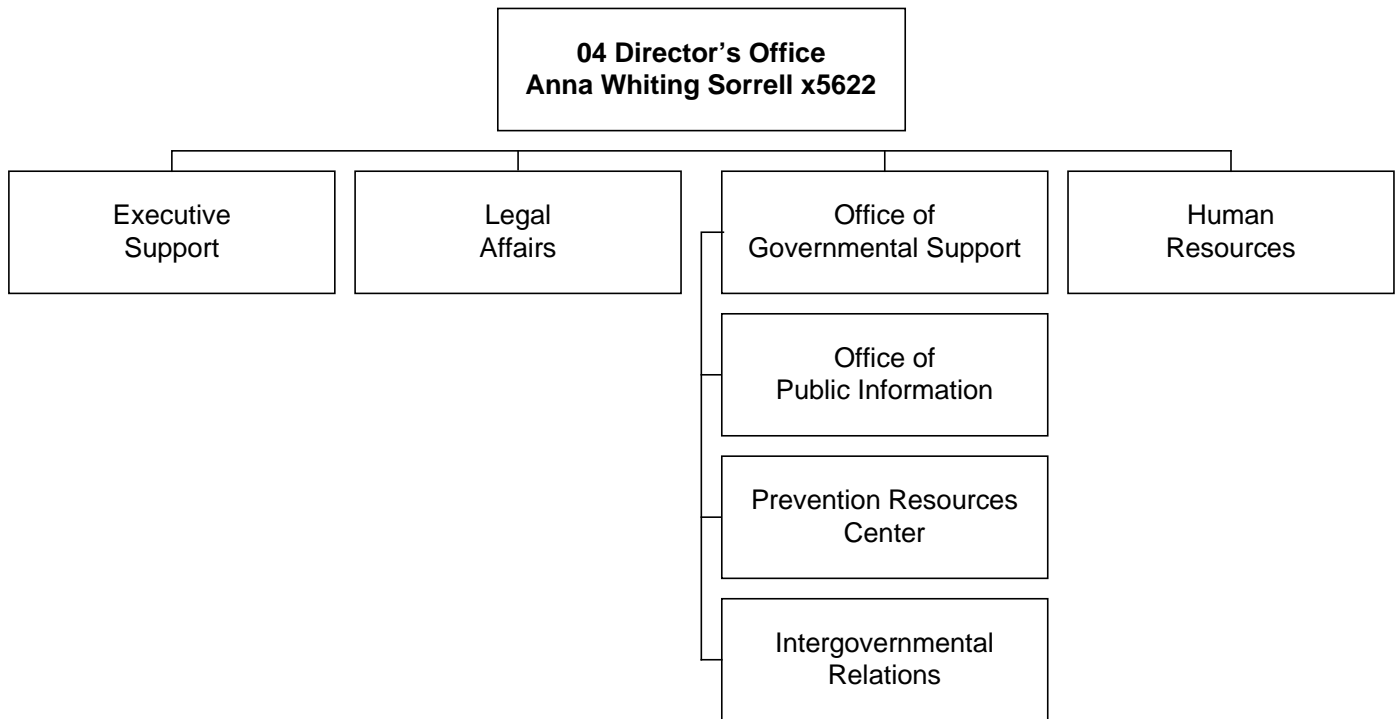 04 Director’s Office
Anna Whiting Sorrell x5622
Executive
Support
Legal
Affairs
Office of
Governmental Support
Human
Resources
Office of
Public Information
Prevention Resources
Center
Intergovernmental
Relations